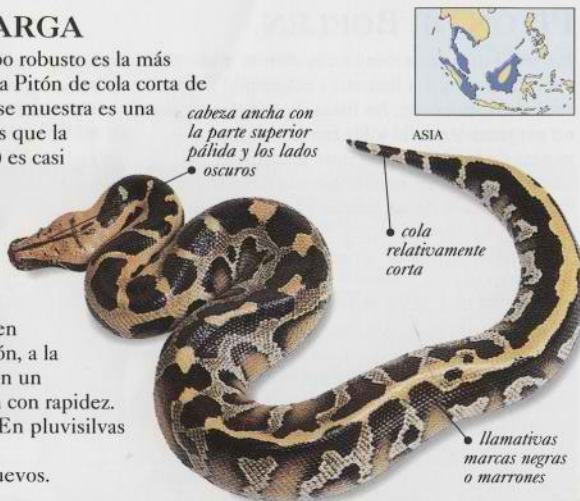 ARGA
po robusto es la más
a Pitón de cola corta de
se muestra es una
s que la
) es casi
en
ón, a la
n un
n con rapidez.
En pluvisilvas
uevos.
cabeza ancha con
la parte superior
pálida y los lados
oscuros
ASIA
cola
relativamente
corta
llamativas
marcas negras
o marrones